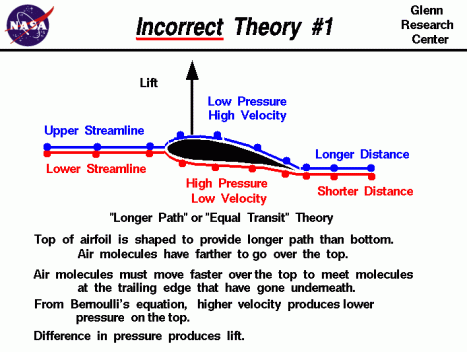 NASA
Incorrect Theory #1
Glenn
Research
Center
Lift
Low Pressure
High Velocity
Upper Streamline
Longer Distance
Lower Streamline
High Pressure
Low Velocity
Shorter Distance
"Longer Path" or "Equal Transit" Theory
Top of airfoil is shaped to provide longer path than bottom.
Air molecules have farther to go over the top.
Air molecules must move faster over the top to meet molecules
at the trailing edge that have gone underneath.
From Bernoulli's equation, higher velocity produces lower
pressure on the top.
Difference in pressure produces lift.